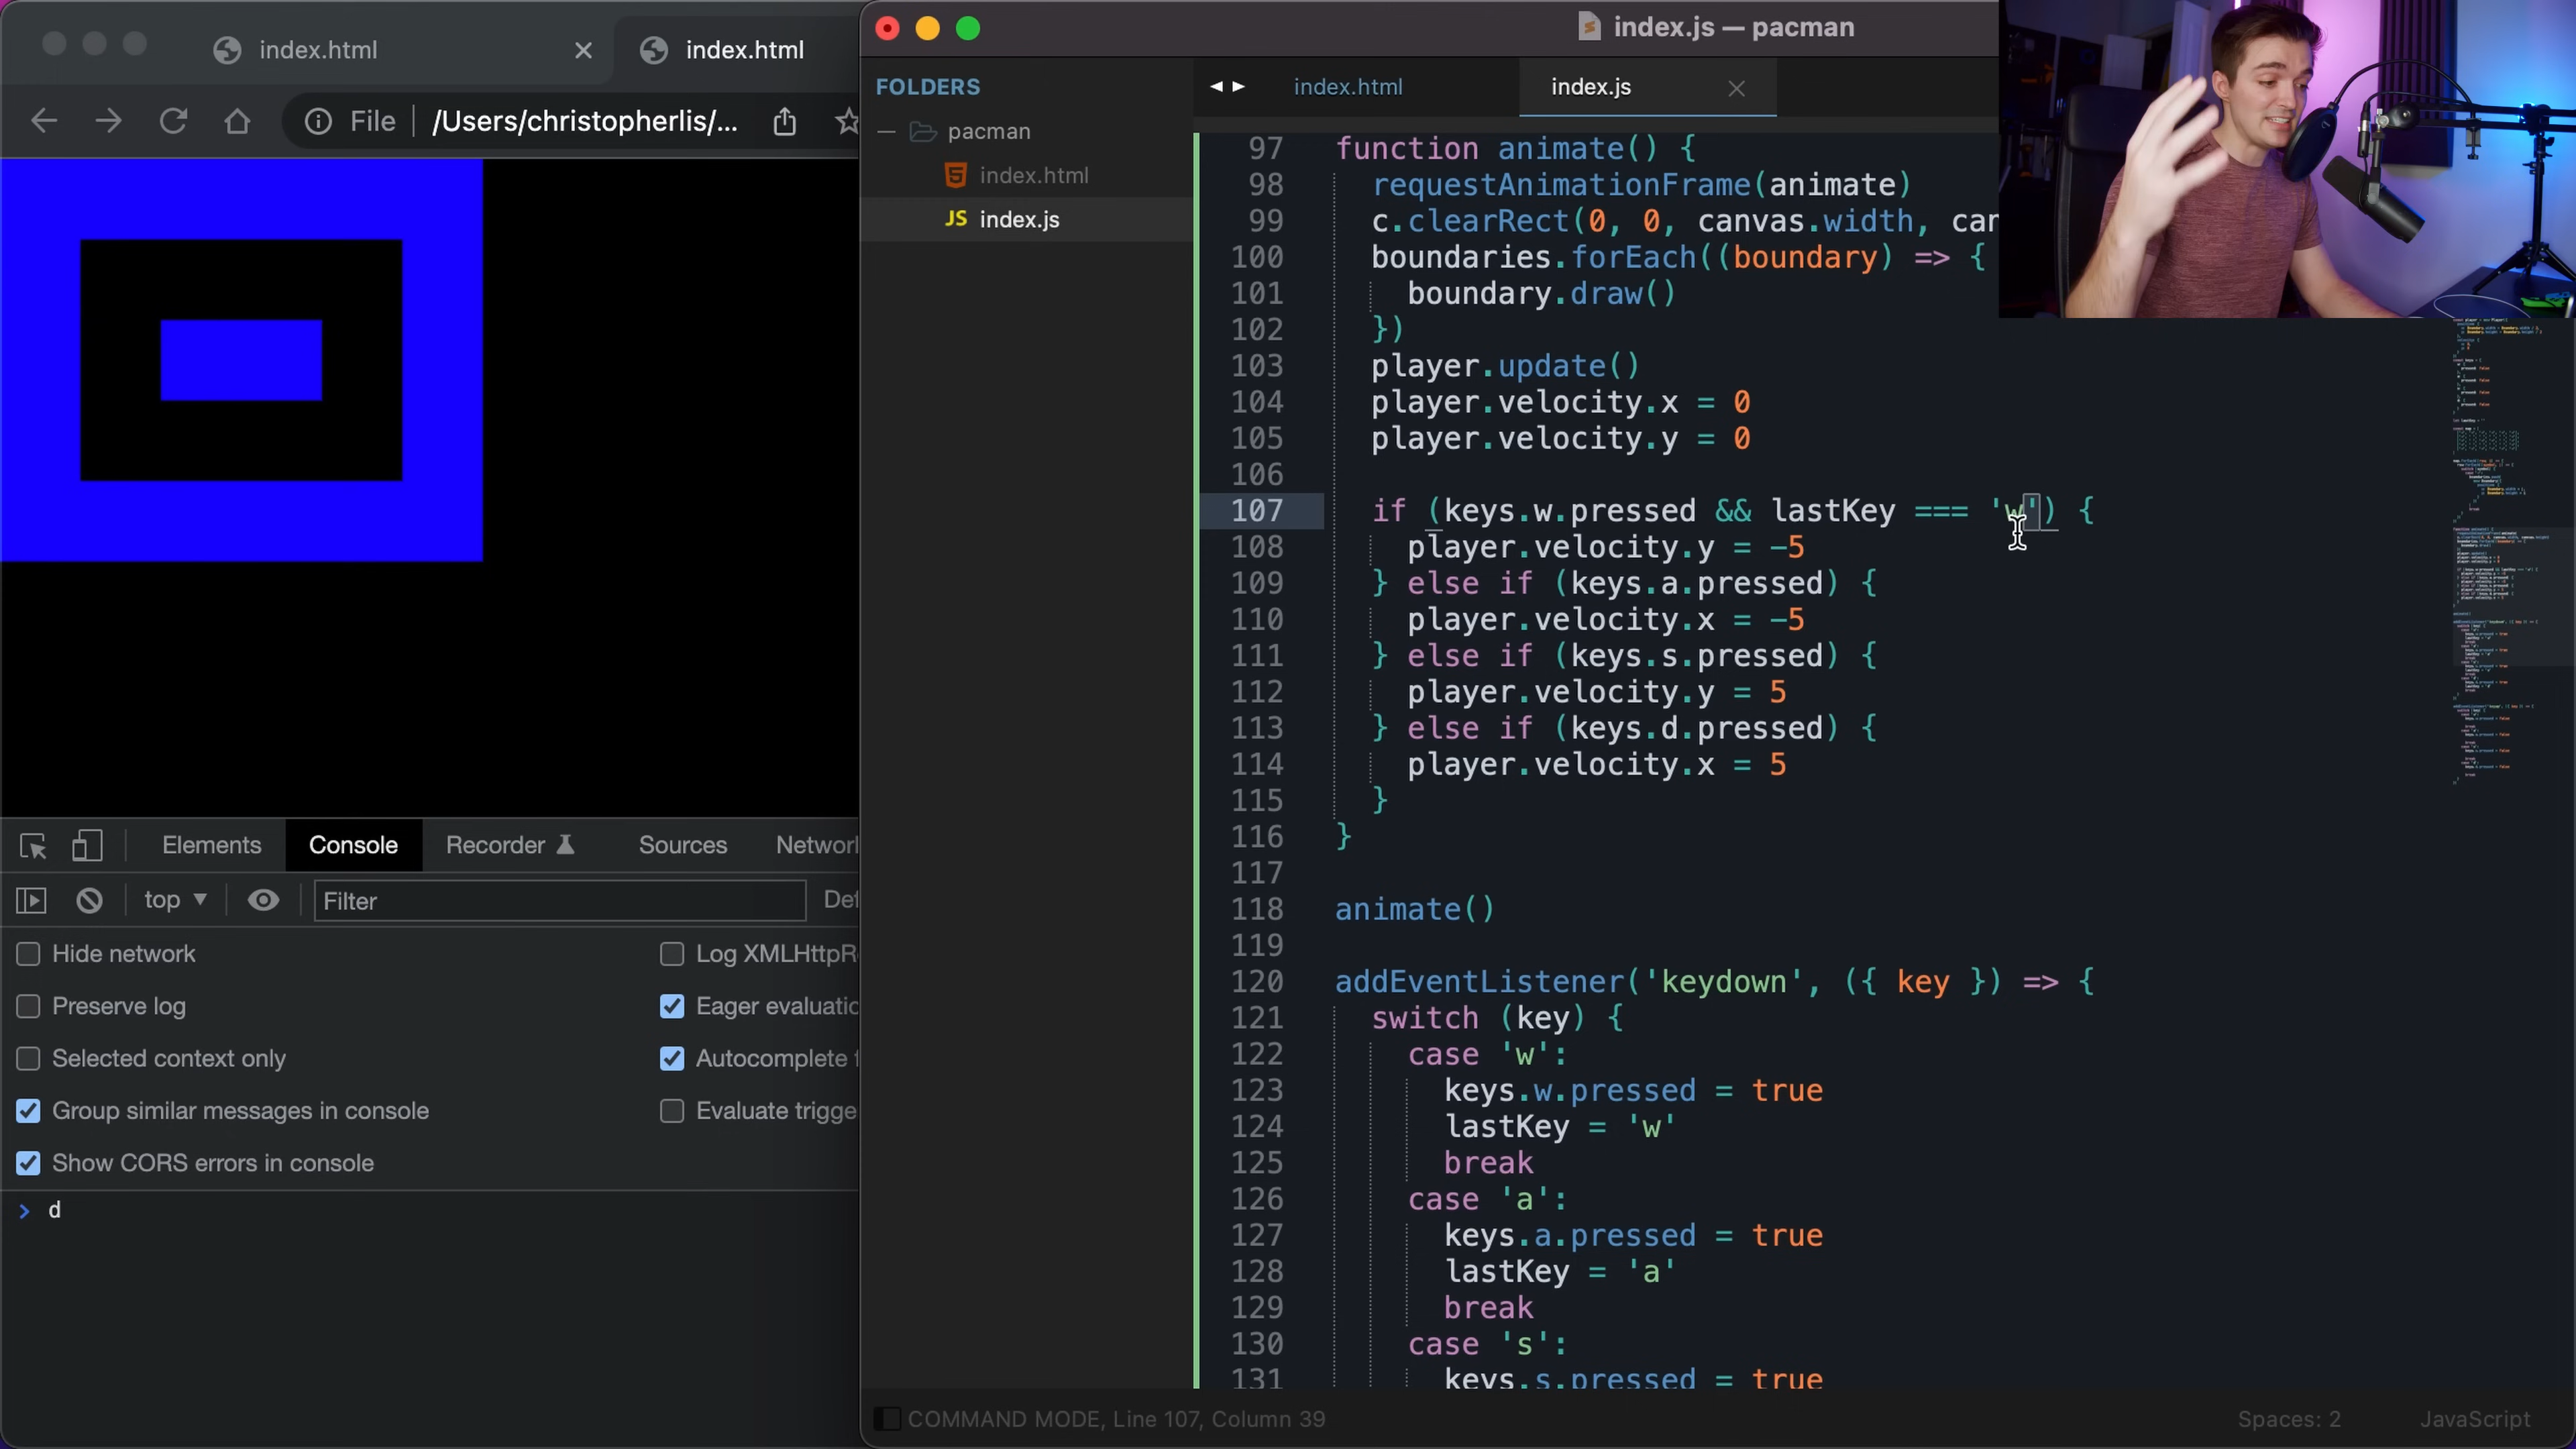 index.html
index.html
File
/Users/christopherlis/...
Elements
Console
Recorder
Sources
top
Filter
Hide network
Preserve log
Eager
Selected context only
Autocomplete
Group similar messages in console
Evaluate
Show CORS errors in console
d
index.js — pacman
FOLDERS
pacman
index.html
JS index.js
index.html
index.js
97 function animate() {
98 requestAnimationFrame(animate)
99 c.clearRect(0, 0, canvas.width,
100 boundaries.forEach((boundary) => {
101 boundary.draw()
102 })
103 player.update()
104 player.velocity.x = 0
105 player.velocity.y = 0
106
107 if (keys.w.pressed && lastKey === 'w') {
108 player.velocity.y = -5
109 } else if (keys.a.pressed) {
110 player.velocity.x = -5
111 } else if (keys.s.pressed) {
112 player.velocity.y = 5
113 } else if (keys.d.pressed) {
114 player.velocity.x = 5
115 }
116 }
117
118 animate()
119
120 addEventListener('keydown', ({ key }) => {
121 switch (key) {
122 case 'w':
123 keys.w.pressed = true
124 lastKey = 'w'
125 break
126 case 'a':
127 keys.a.pressed = true
128 lastKey = 'a'
129 break
130 case 's':
131 keys.s.pressed = true
COMMAND MODE, Line 107, Column 39
Spaces: 2
JavaScript